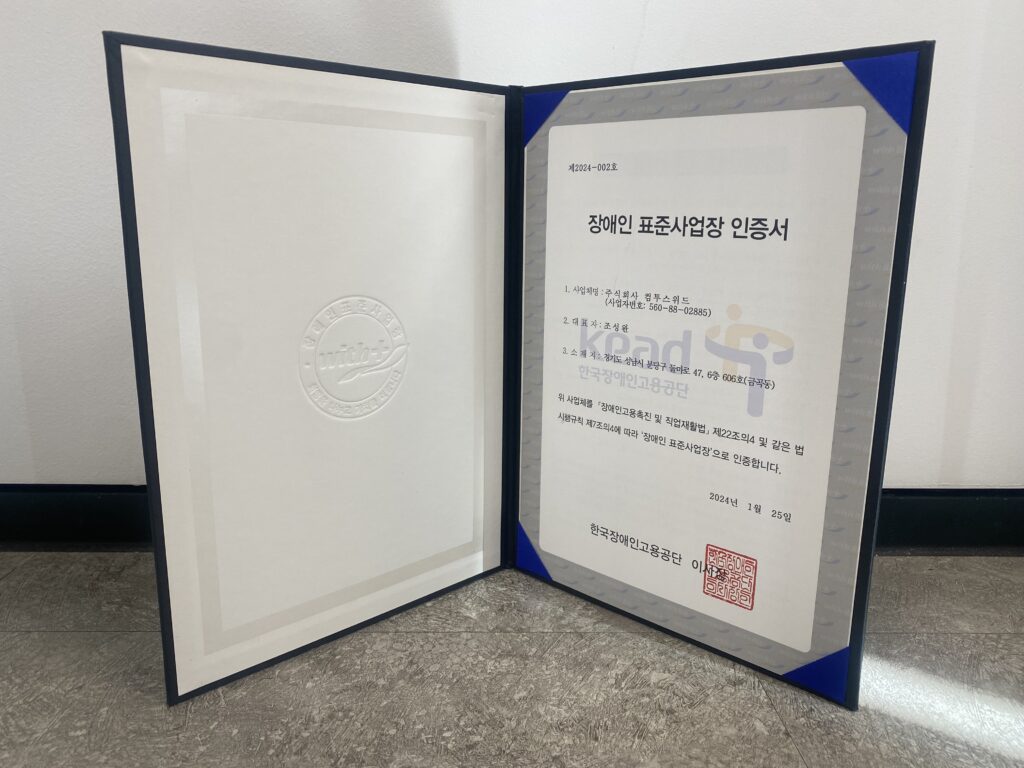 with+
제2024-002호
장애인 표준사업장 인증서
1. 사업체명 : 주식회사 컴투스위드
(사업자번호: 560-88-02885)
2. 대 표 자 : 조성완
kead
3. 소 재 지 : 경기도 성남시 분당구 돌마로 47, 6층 606호(금곡동)
한국장애인고용공단
위 사업체를 「장애인고용촉진 및 직업재활법」 제22조의4 및 같은 법
시행규칙 제7조의4에 따라 '장애인 표준사업장'으로 인증합니다.
2024년 1월 25일
한국장애인고용공단 이사장